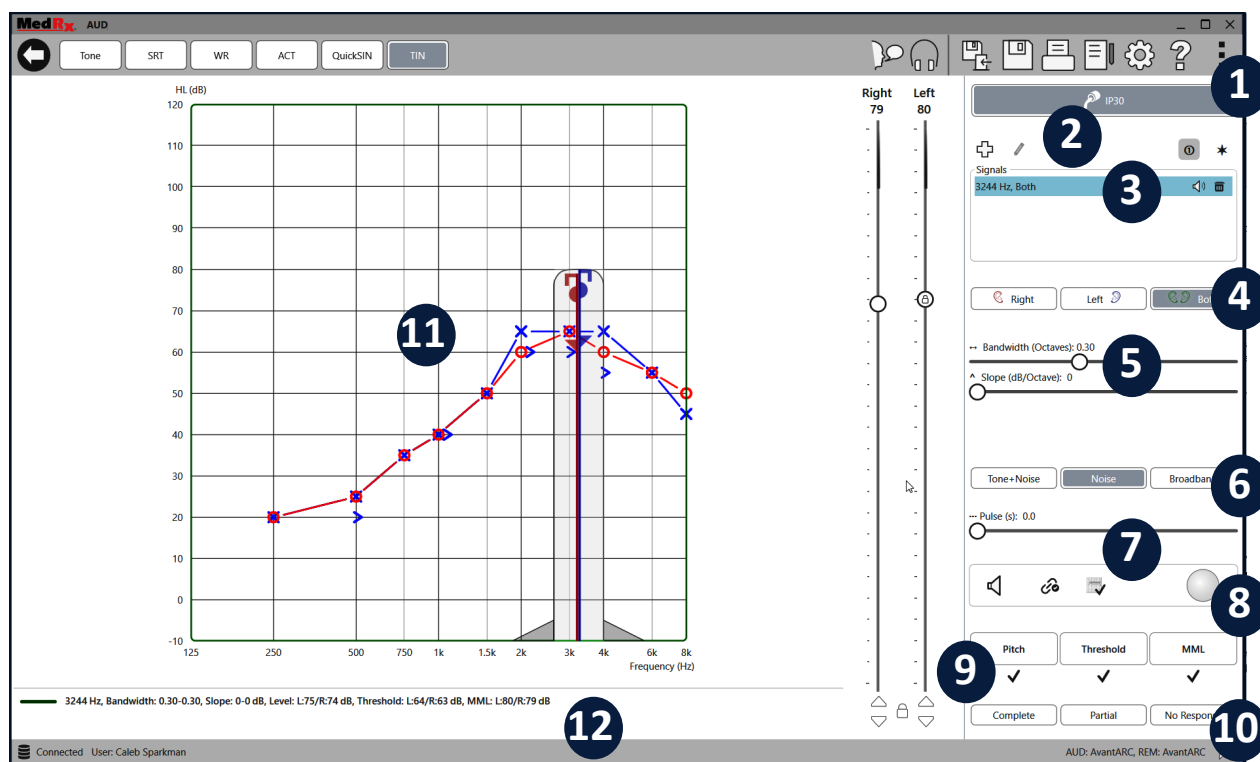 MedRx. AUD
Tone SRT WR ACT QuickSIN TIN
1
HL (dB)
Right Left
79 80
IP30
2
Signals
3244 Hz, Both
3
120
110
100
90
80
70
60
50
40
30
20
10
0
-10
125 250 500 750 1k 1.5k 2k 3k 4k 6k 8k
Frequency (Hz)
11
Right Left Bot
4
Bandwidth (Octaves): 0.30
5
Slope (dB/Octave): 0
Tone+Noise Noise Broadban
6
Pulse (s): 0.0
7
8
Pitch Threshold MML
9
Complete Partial No Respon
10
3244 Hz, Bandwidth: 0.30-0.30, Slope: 0-0 dB, Level: L:75/R:74 dB, Threshold: L:64/R:63 dB, MML: L:80/R:79 dB
12
Connected User: Caleb Sparkman
AUD: AvantARC, REM: AvantARC